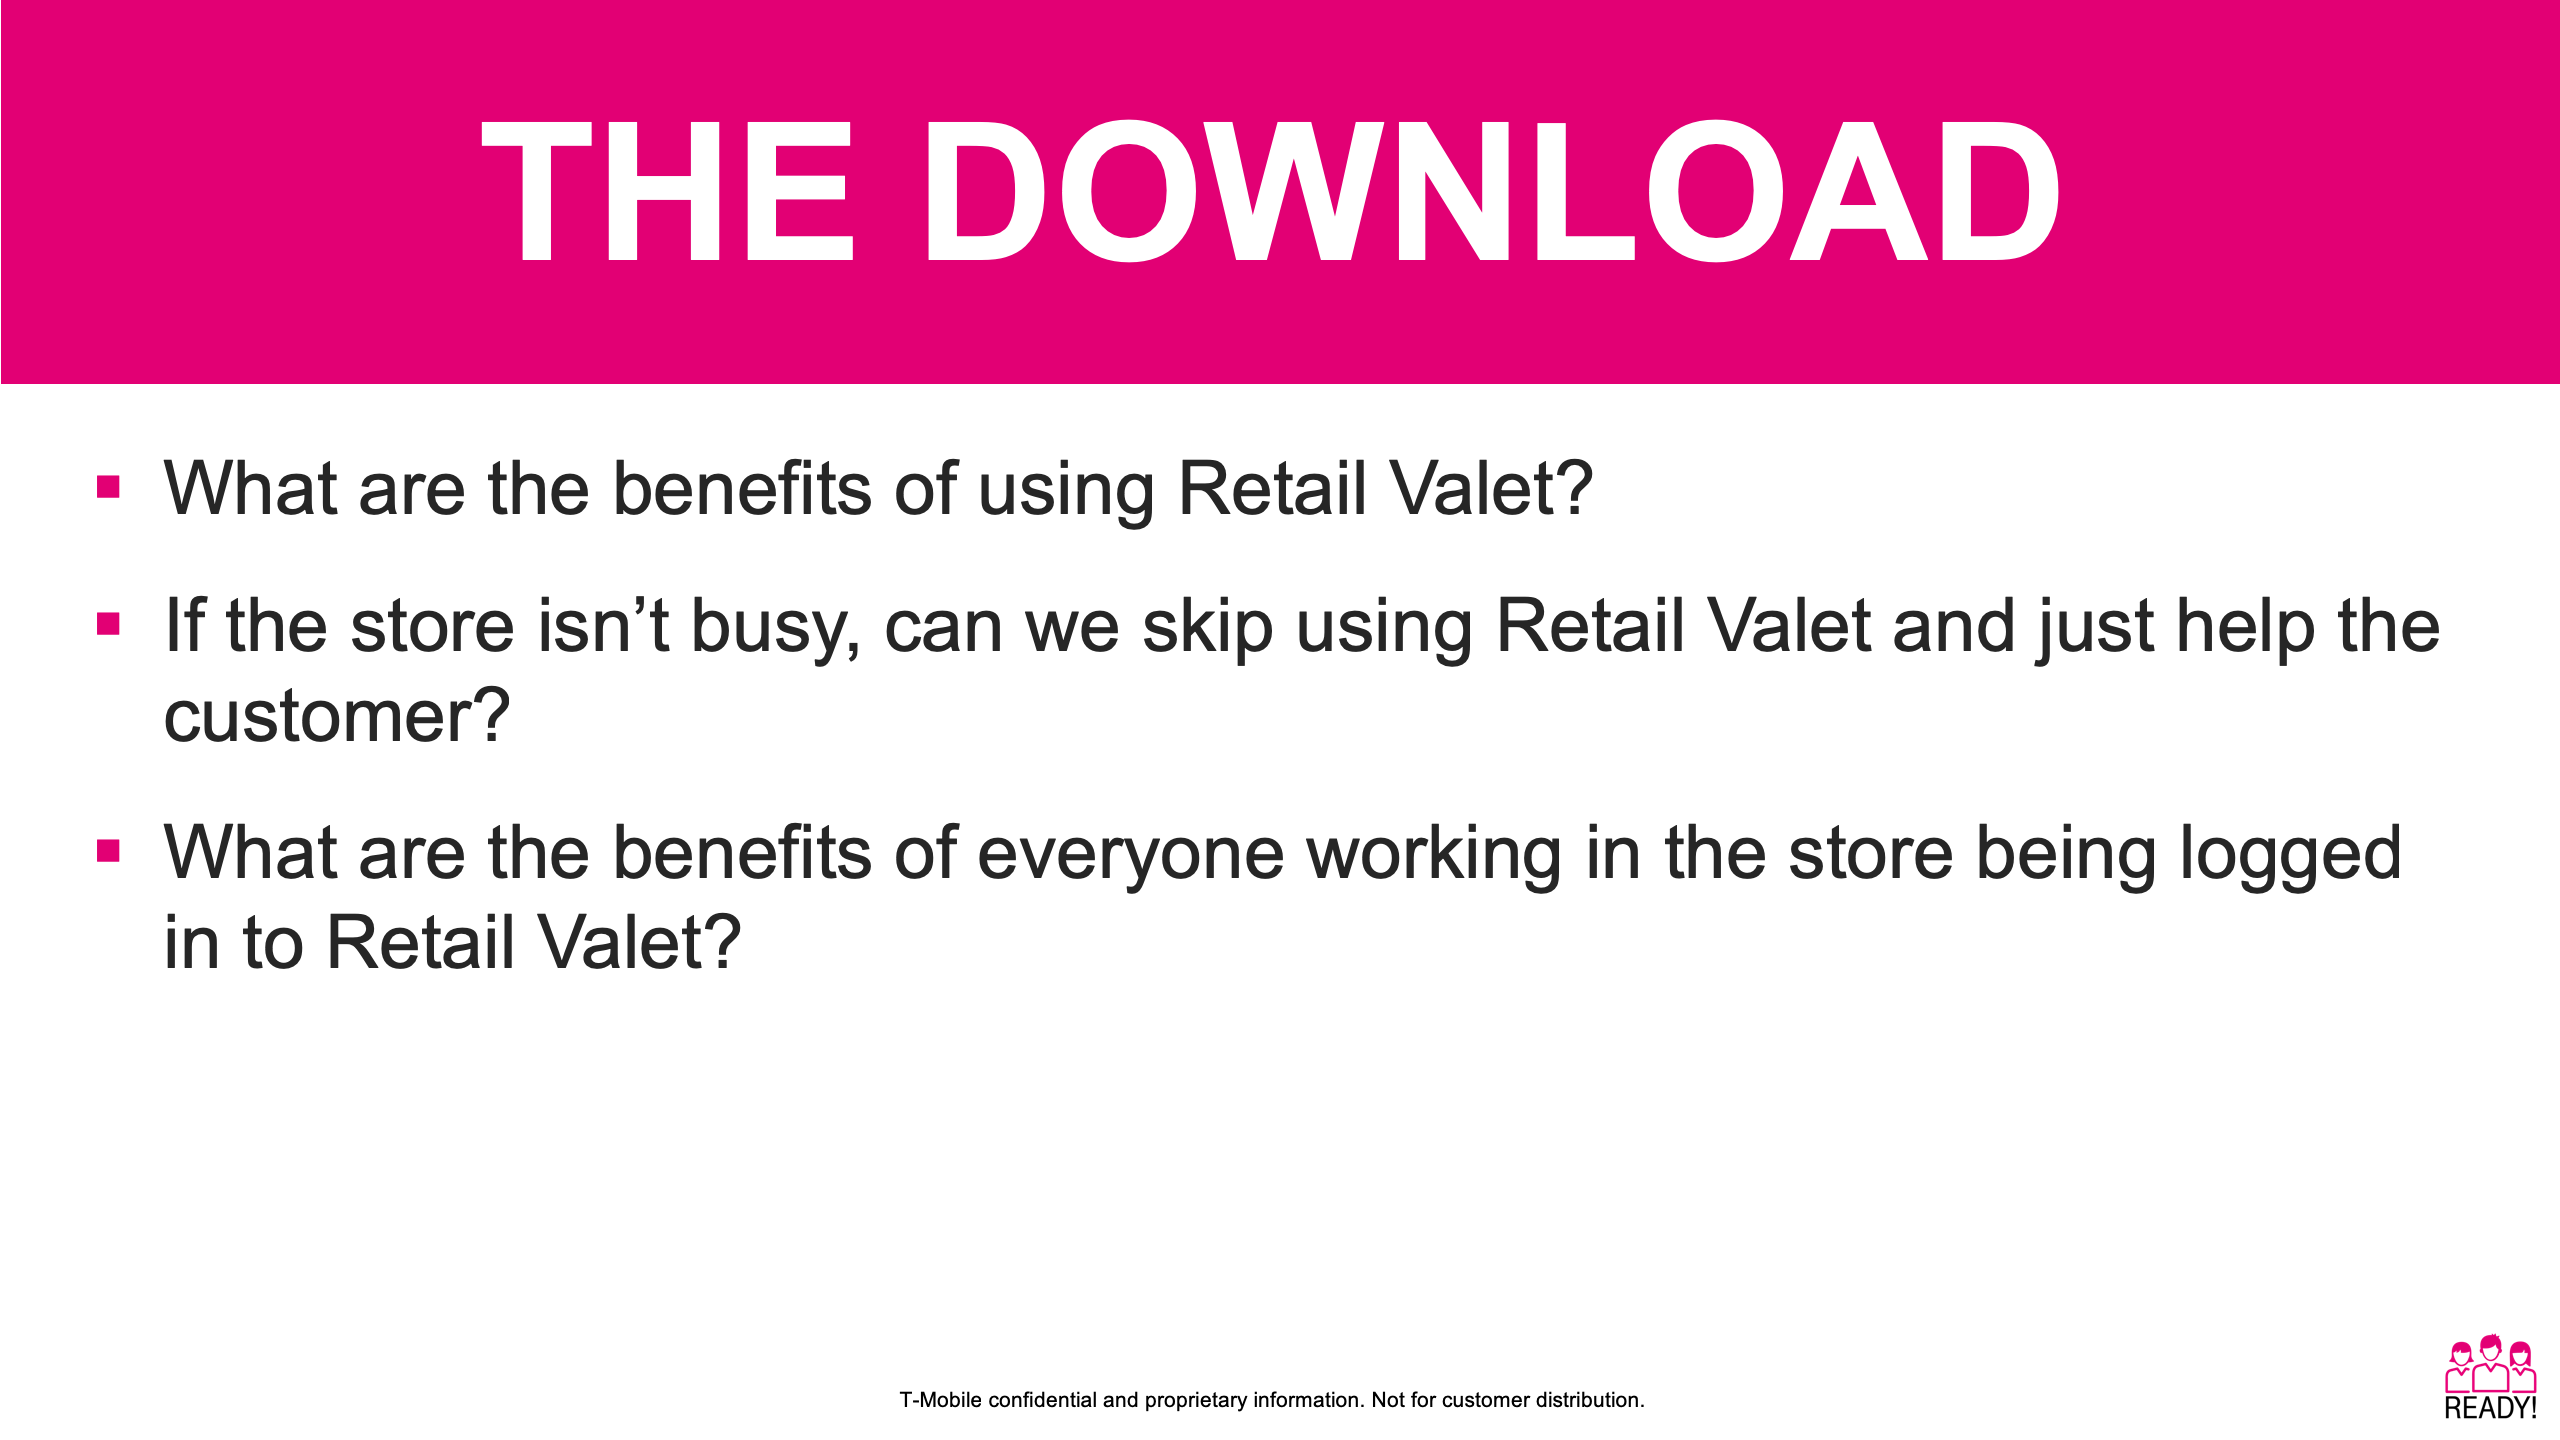 THE DOWNLOAD
▪ What are the benefits of using Retail Valet?
▪ If the store isn’t busy, can we skip using Retail Valet and just help the
customer?
▪ What are the benefits of everyone working in the store being logged
in to Retail Valet?
T-Mobile confidential and proprietary information. Not for customer distribution.
READY!